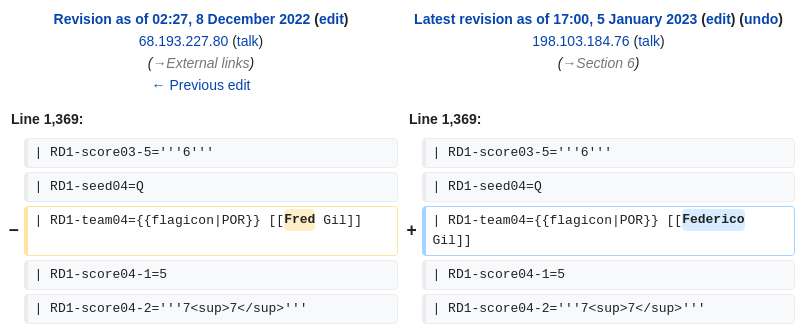 Revision as of 02:27, 8 December 2022 (edit)
68.193.227.80 (talk)
(→External links)
← Previous edit
Latest revision as of 17:00, 5 January 2023 (edit) (undo)
198.103.184.76 (talk)
(→Section 6)
Line 1,369:
Line 1,369:
| RD1-score03-5='''6'''
| RD1-score03-5='''6'''
| RD1-seed04=Q
| RD1-seed04=Q
− | RD1-team04={{flagicon|POR}} [[Fred Gil]]
+ | RD1-team04={{flagicon|POR}} [[Federico
Gil]]
| RD1-score04-1=5
| RD1-score04-1=5
| RD1-score04-2='''7<sup>7</sup>'''
| RD1-score04-2='''7<sup>7</sup>'''